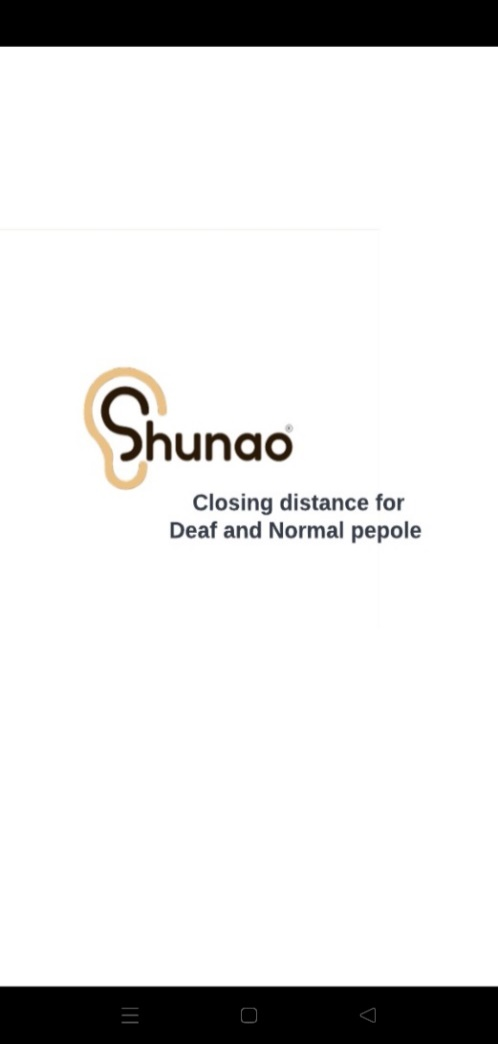 Shunao®
Closing distance for
Deaf and Normal pepole